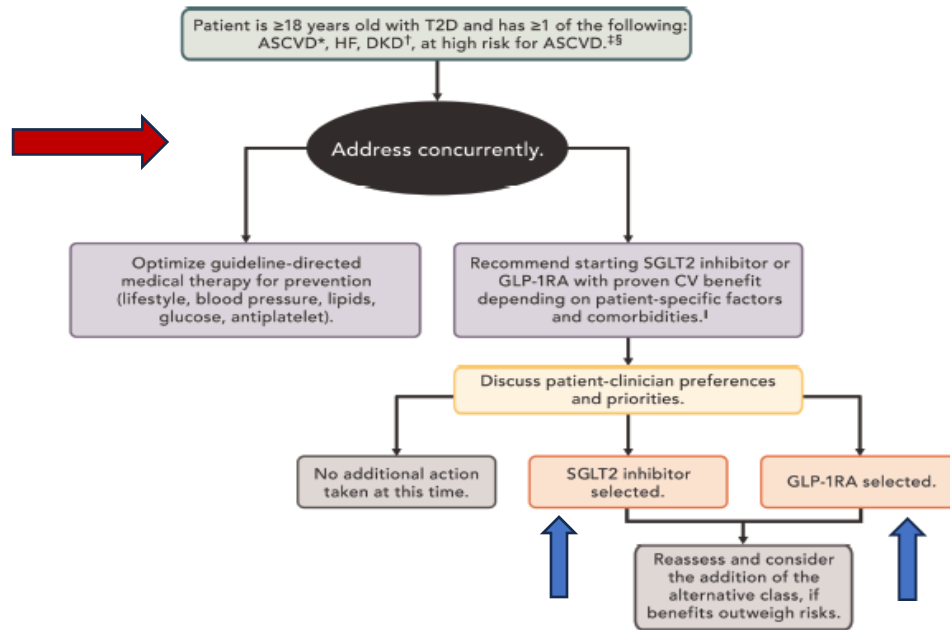 Patient is ≥18 years old with T2D and has ≥1 of the following:
ASCVD*, HF, DKD†, at high risk for ASCVD.‡§
Address concurrently.
Optimize guideline-directed
medical therapy for prevention
(lifestyle, blood pressure, lipids,
glucose, antiplatelet).
Recommend starting SGLT2 inhibitor or
GLP-1RA with proven CV benefit
depending on patient-specific factors
and comorbidities.‖
Discuss patient-clinician preferences
and priorities.
No additional action
taken at this time.
SGLT2 inhibitor
selected.
GLP-1RA selected.
Reassess and consider
the addition of the
alternative class, if
benefits outweigh risks.